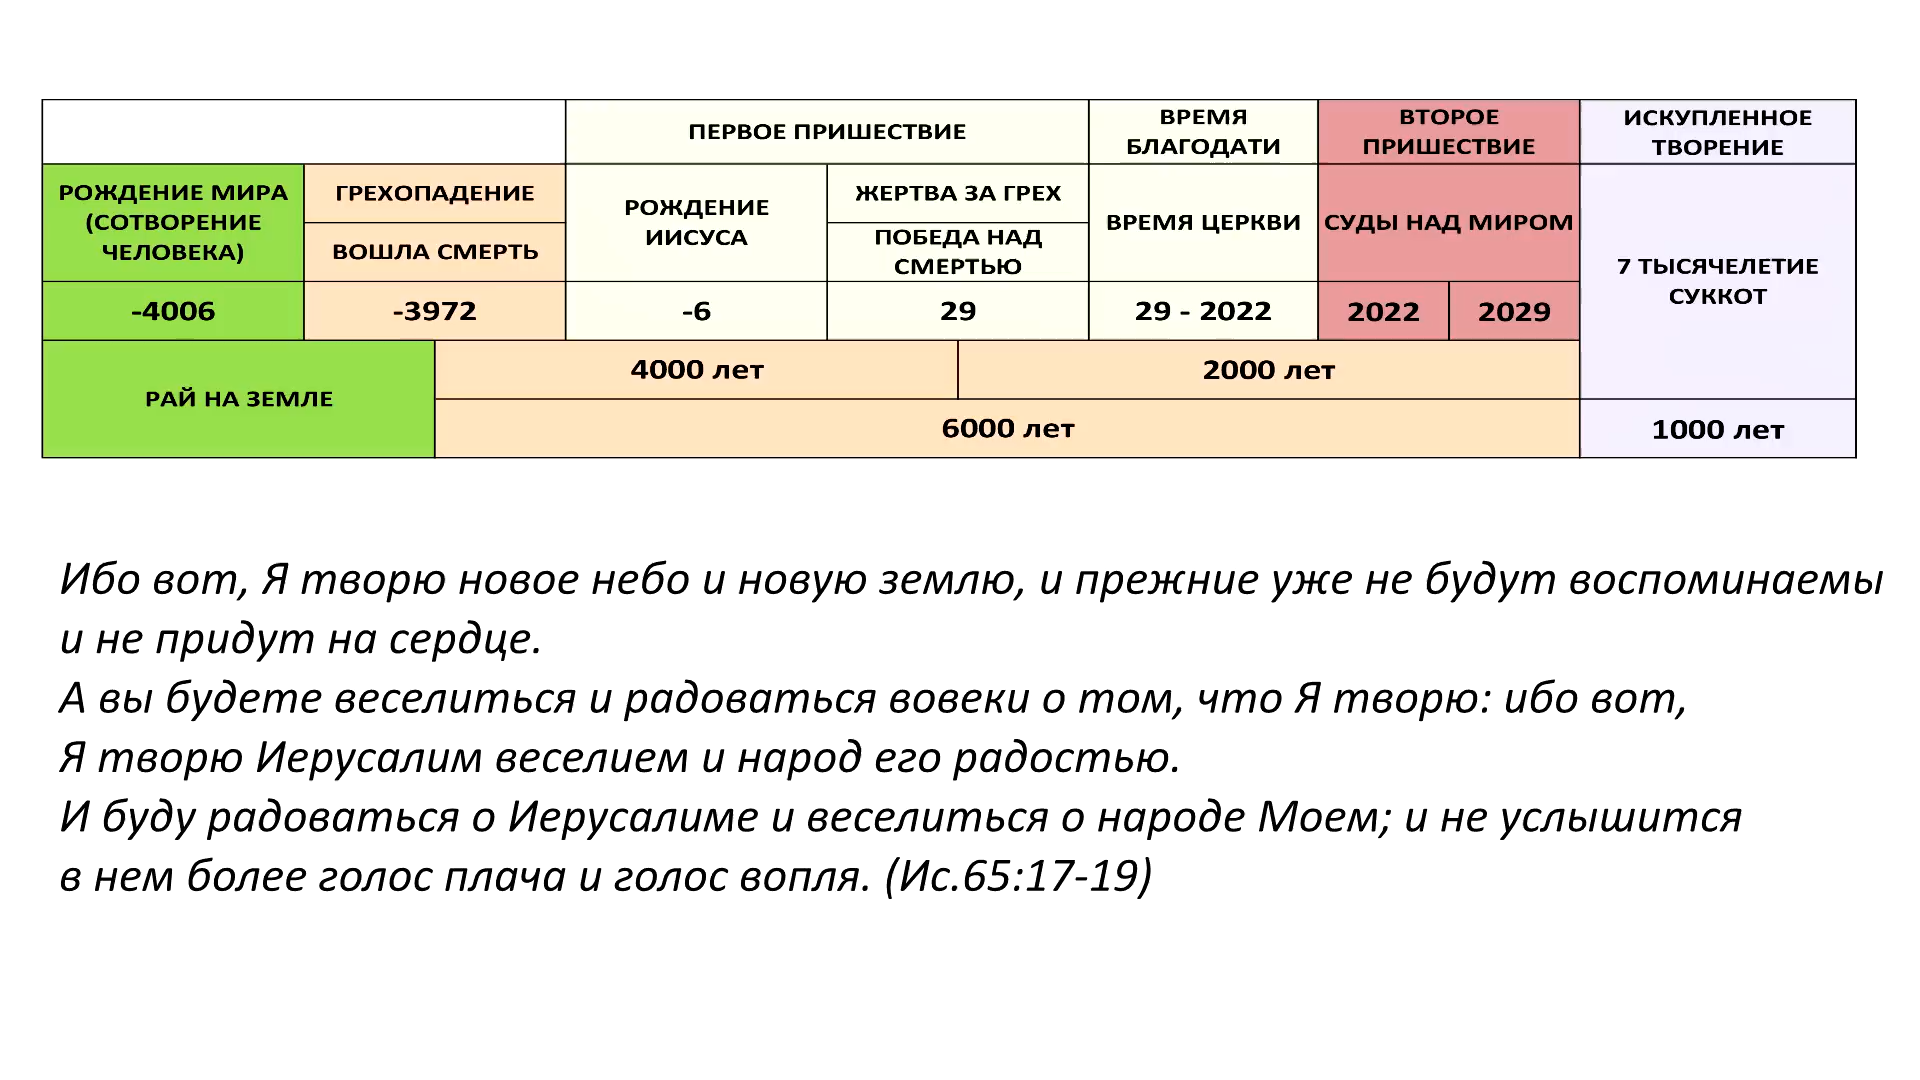 ПЕРВОЕ ПРИШЕСТВИЕ
ВРЕМЯ
БЛАГОДАТИ
ВТОРОЕ
ПРИШЕСТВИЕ
ИСКУПЛЕННОЕ
ТВОРЕНИЕ
РОЖДЕНИЕ МИРА
(СОТВОРЕНИЕ
ЧЕЛОВЕКА)
ГРЕХОПАДЕНИЕ
ВОШЛА СМЕРТЬ
РОЖДЕНИЕ
ИИСУСА
ЖЕРТВА ЗА ГРЕХ
ПОБЕДА НАД
СМЕРТЬЮ
ВРЕМЯ ЦЕРКВИ
СУДЫ НАД МИРОМ
7 ТЫСЯЧЕЛЕТИЕ
СУККОТ
-4006
-3972
-6
29
29 - 2022
2022
2029
РАЙ НА ЗЕМЛЕ
4000 лет
2000 лет
6000 лет
1000 лет
Ибо вот, Я творю новое небо и новую землю, и прежние уже не будут воспоминаемы
и не придут на сердце.
А вы будете веселиться и радоваться вовеки о том, что Я творю: ибо вот,
Я творю Иерусалим веселием и народ его радостью.
И буду радоваться о Иерусалиме и веселиться о народе Моем; и не услышится
в нем более голос плача и голос вопля. (Ис.65:17-19)